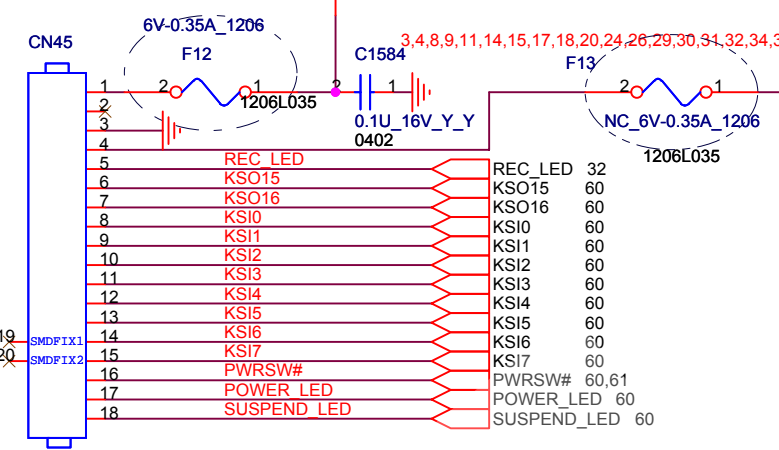 6V-0.35A_1206
CN45
F12
C1584
3,4,8,9,11,14,15,17,18,20,24,26,29,30,31,32,34,3
F13
1 2 1 2 1 2 1
1206L035
0.1U_16V_Y_Y
0402
NC_6V-0.35A_1206
1206L035
2
3
4
5 REC_LED REC_LED 32
6 KSO15 KSO15 60
7 KSO16 KSO16 60
8 KSI0 KSI0 60
9 KSI1 KSI1 60
10 KSI2 KSI2 60
11 KSI3 KSI3 60
12 KSI4 KSI4 60
13 KSI5 KSI5 60
19 SMDFIX1 14 KSI6 KSI6 60
20 SMDFIX2 15 KSI7 KSI7 60
16 PWRSW# PWRSW# 60,61
17 POWER_LED POWER_LED 60
18 SUSPEND_LED SUSPEND_LED 60